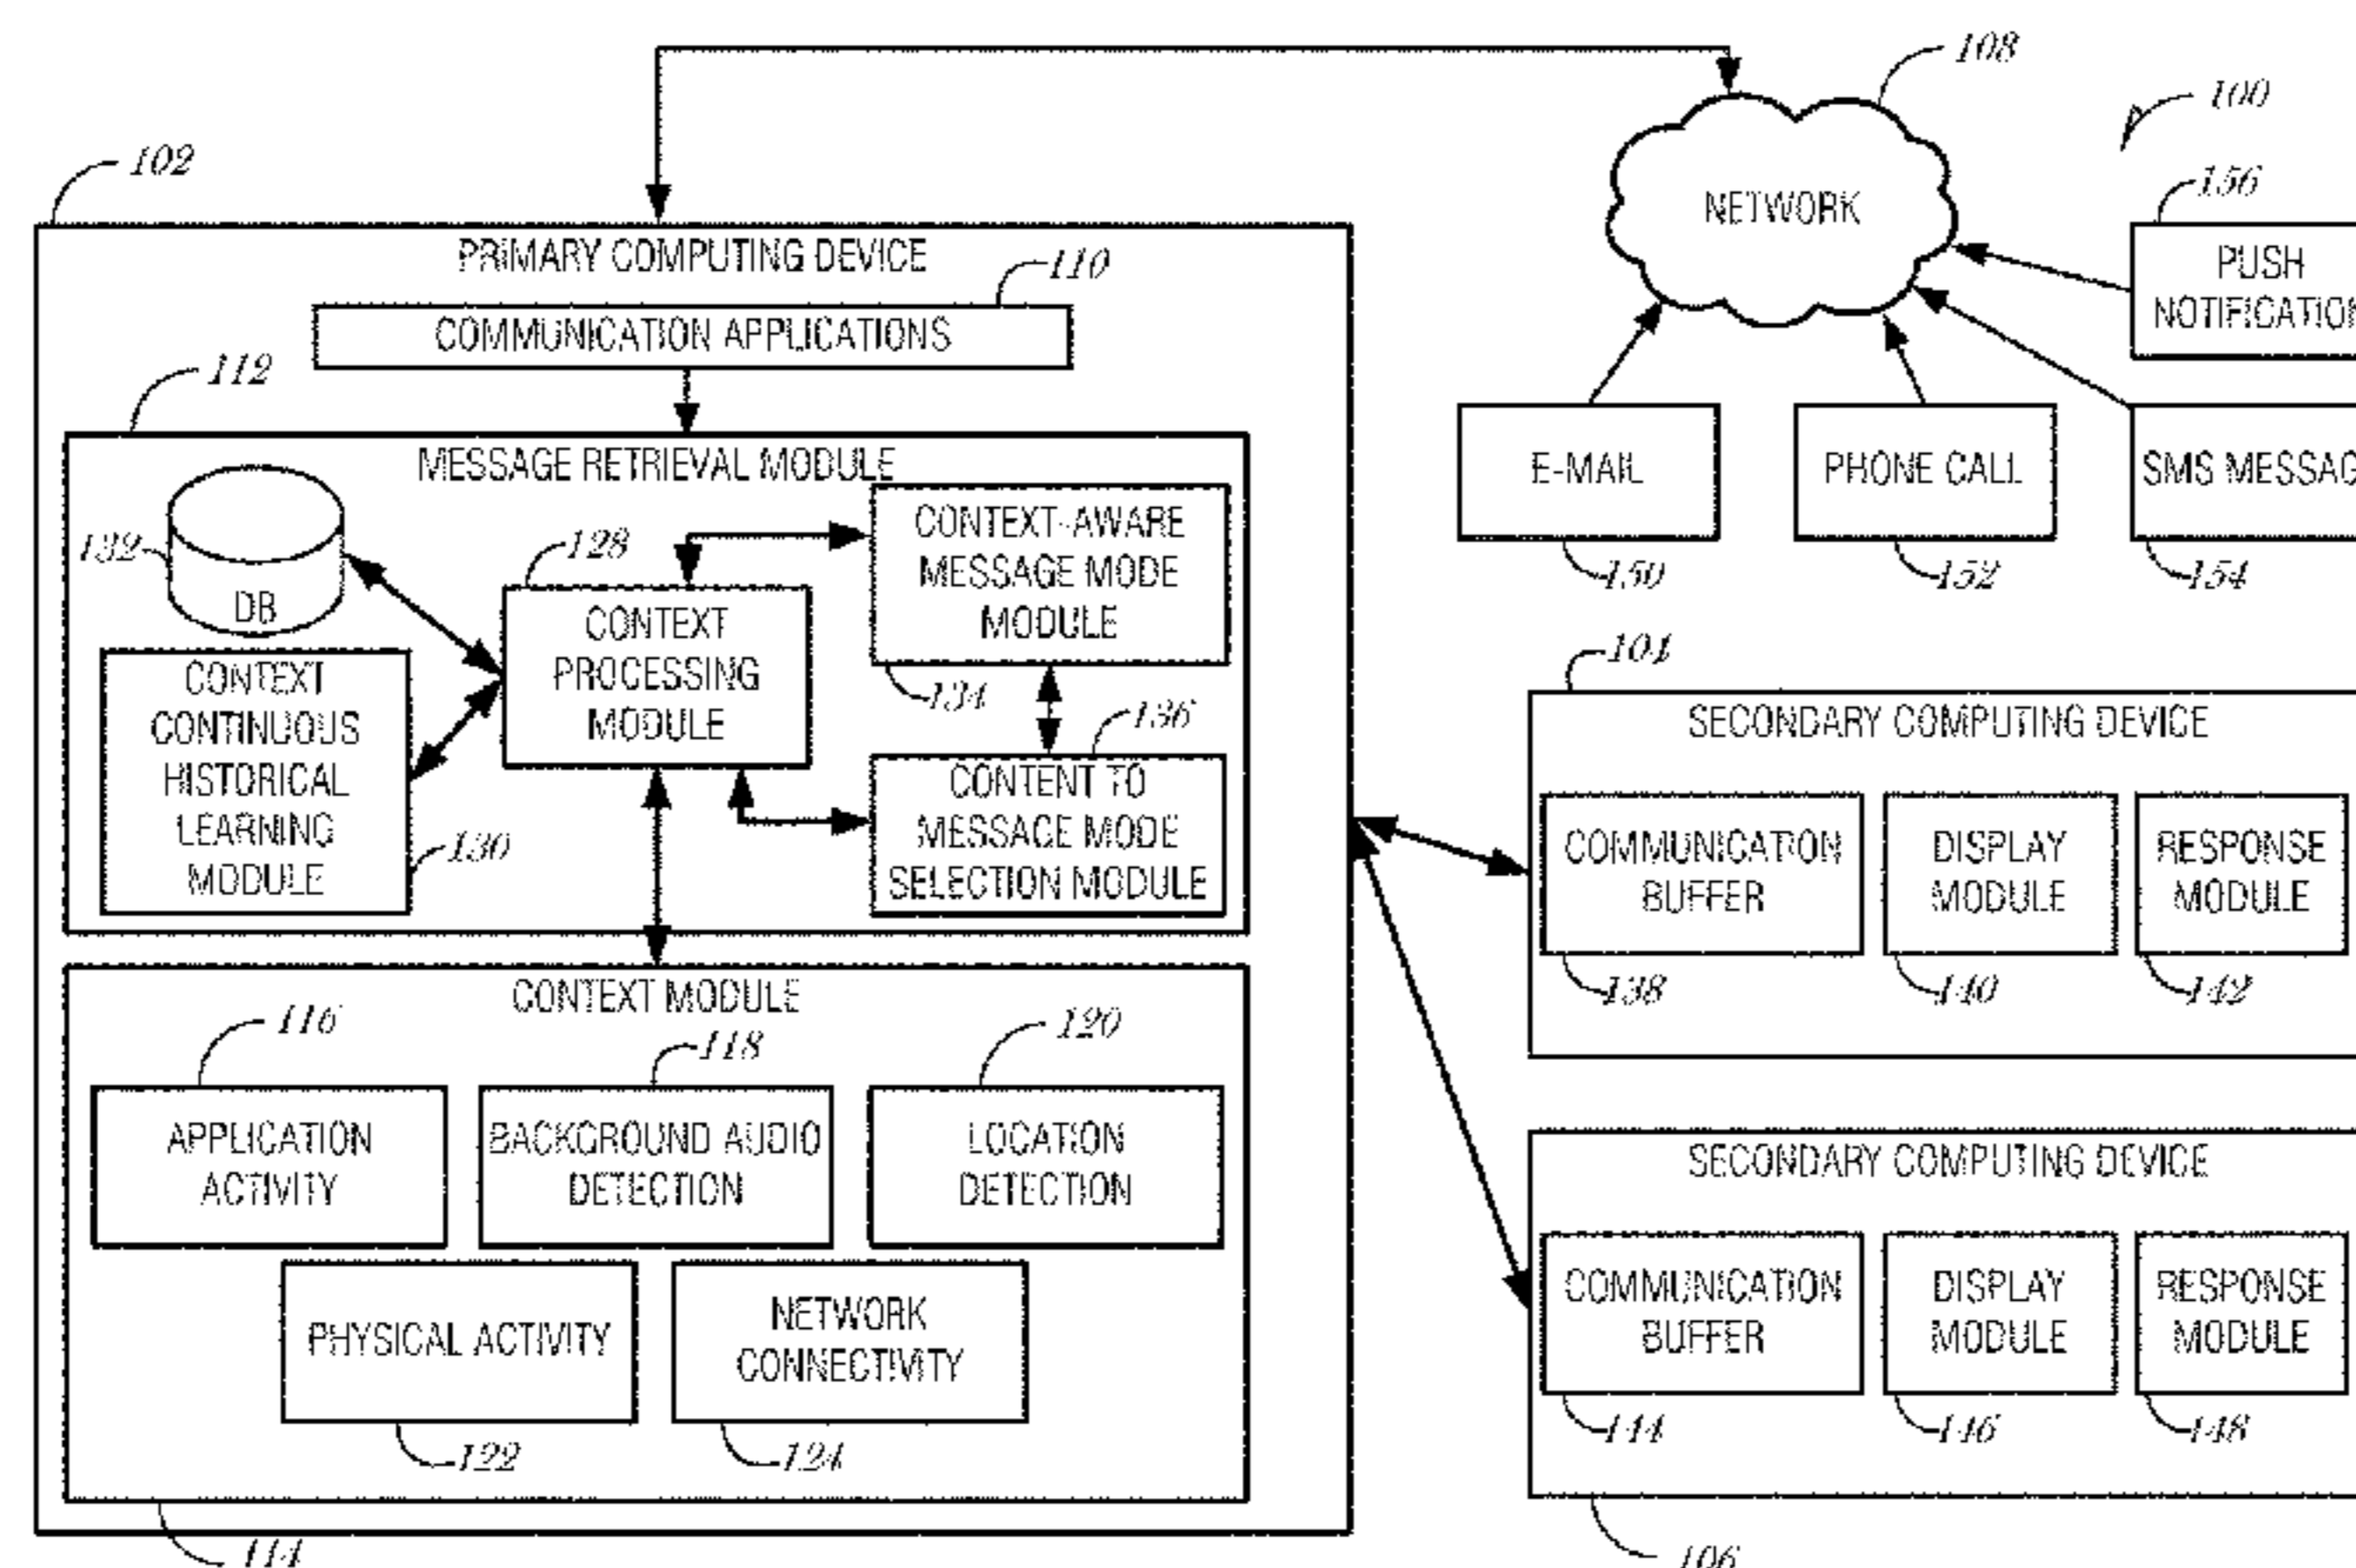 108
100
102
NETWORK
156
PUSH
NOTIFICATION
PRIMARY COMPUTING DEVICE
110
COMMUNICATION APPLICATIONS
112
MESSAGE RETRIEVAL MODULE
132
DB
128
CONTEXT
PROCESSING
MODULE
CONTEXT-AWARE
MESSAGE MODE
MODULE
134
CONTEXT
CONTINUOUS
HISTORICAL
LEARNING
MODULE
130
136
CONTENT TO
MESSAGE MODE
SELECTION MODULE
E-MAIL
PHONE CALL
SMS MESSAG
150
152
154
CONTEXT MODULE
116
118
120
APPLICATION
ACTIVITY
BACKGROUND AUDIO
DETECTION
LOCATION
DETECTION
PHYSICAL ACTIVITY
NETWORK
CONNECTIVITY
122
124
114
104
SECONDARY COMPUTING DEVICE
COMMUNICATION
BUFFER
DISPLAY
MODULE
RESPONSE
MODULE
138
140
142
SECONDARY COMPUTING DEVICE
COMMUNICATION
BUFFER
DISPLAY
MODULE
RESPONSE
MODULE
144
146
148
106